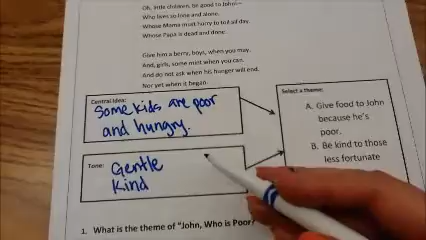 Oh, little children, be good to John!—
Who lives so lone and alone.
Whose Mama must hurry to toil all day.
Whose Papa is dead and done.
Give him a berry, boys, when you may.
And, girls, some mint when you can.
And do not ask when his hunger will end.
Nor yet when it began.
Central Idea:
Some kids are poor
and hungry.
Tone:
Gentle
Kind
Select a theme:
A. Give food to John
because he's
poor.
B. Be kind to those
less fortunate
1. What is the theme of "John, Who is Poor